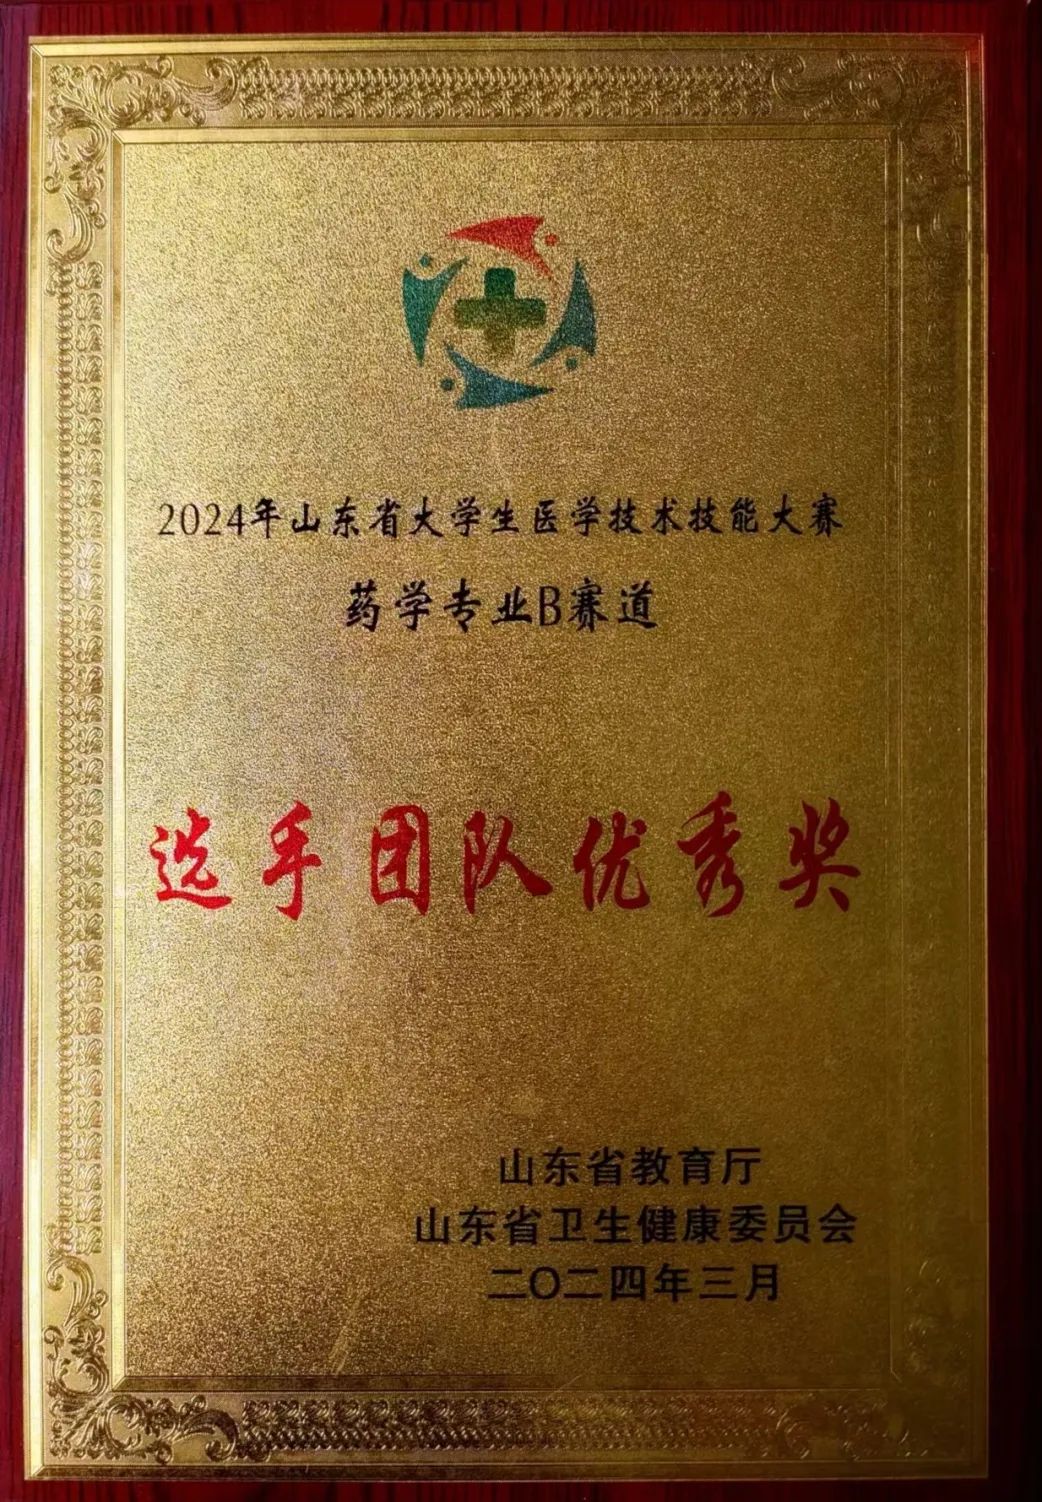 2024年山东省大学生医学技术技能大赛
药学专业B赛道
选手团队优秀奖
山东省教育厅
山东省卫生健康委员会
二〇二四年三月